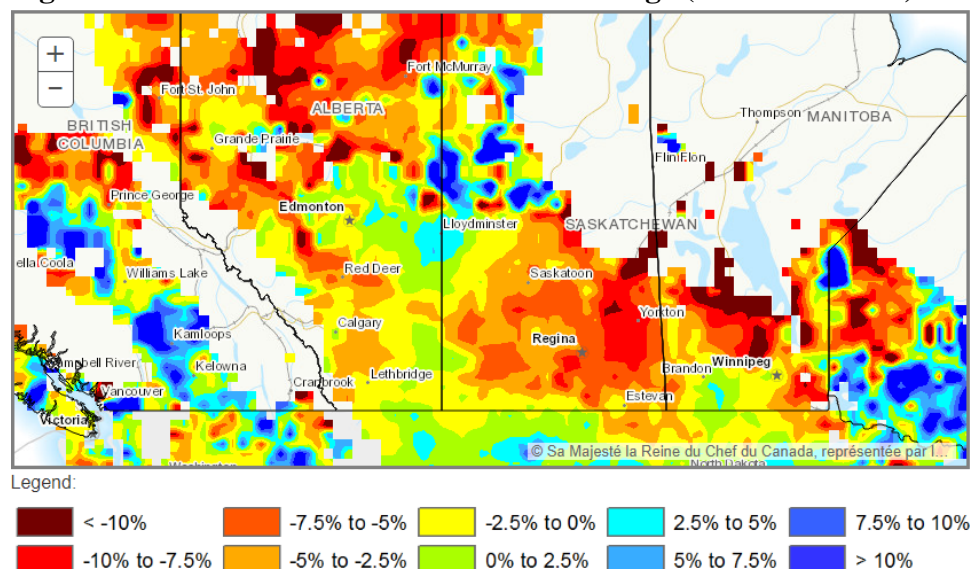 +
−
Fort McMurray
Fort St. John
ALBERTA
Thompson MANITOBA
BRITISH
COLUMBIA
Grande Prairie
Flin Flon
Prince George
Edmonton
Lloydminster
SASKATCHEWAN
ella Coola
Williams Lake
Red Deer
Saskatoon
Calgary
Yorkton
Kamloops
Regina
Campbell River
Kelowna
Winnipeg
Brandon
Cranbrook
Lethbridge
Vancouver
Estevan
Victoria
© Sa Majesté la Reine du Chef du Canada, représentée par l...
Washington
North Dakota
Legend:
< -10%
-7.5% to -5%
-2.5% to 0%
2.5% to 5%
7.5% to 10%
-10% to -7.5%
-5% to -2.5%
0% to 2.5%
5% to 7.5%
> 10%